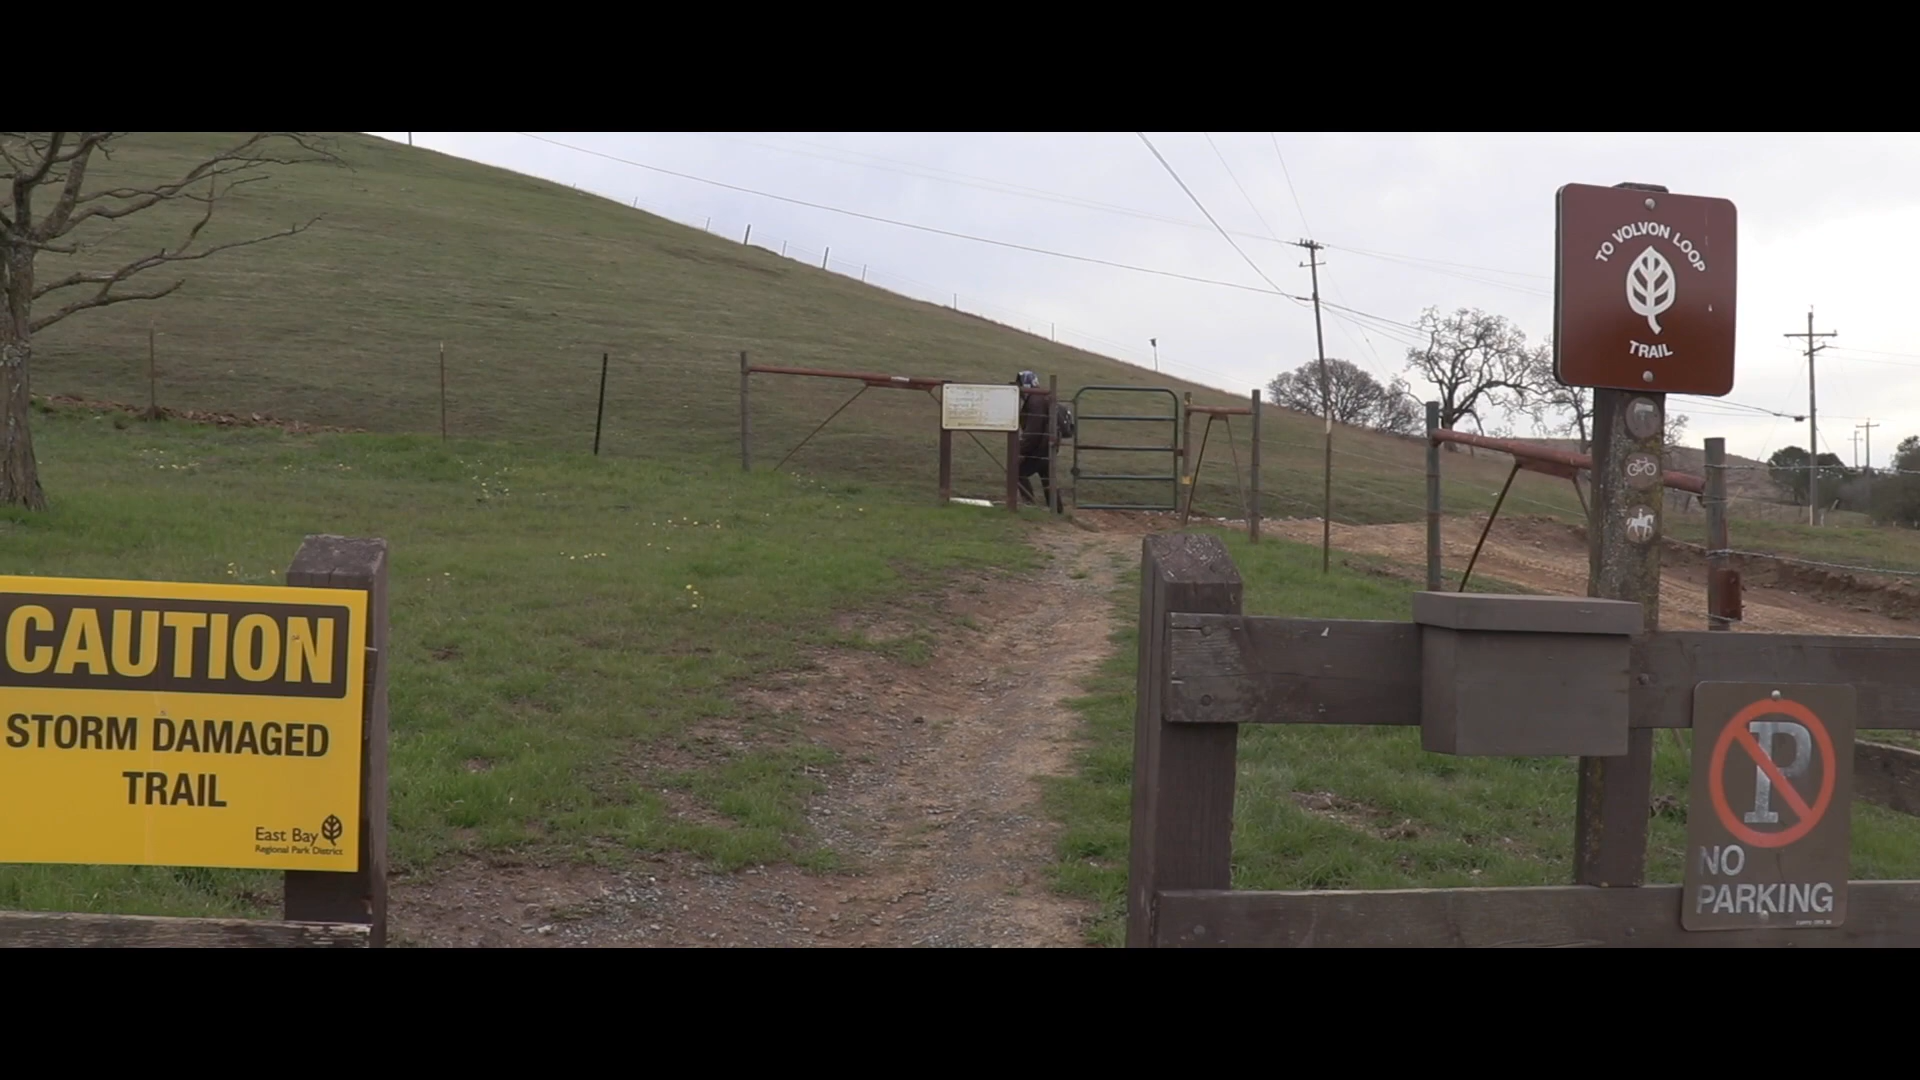 TO VOLVON LOOP
TRAIL
CAUTION
STORM DAMAGED
TRAIL
East Bay
Regional Park District
P
NO
PARKING